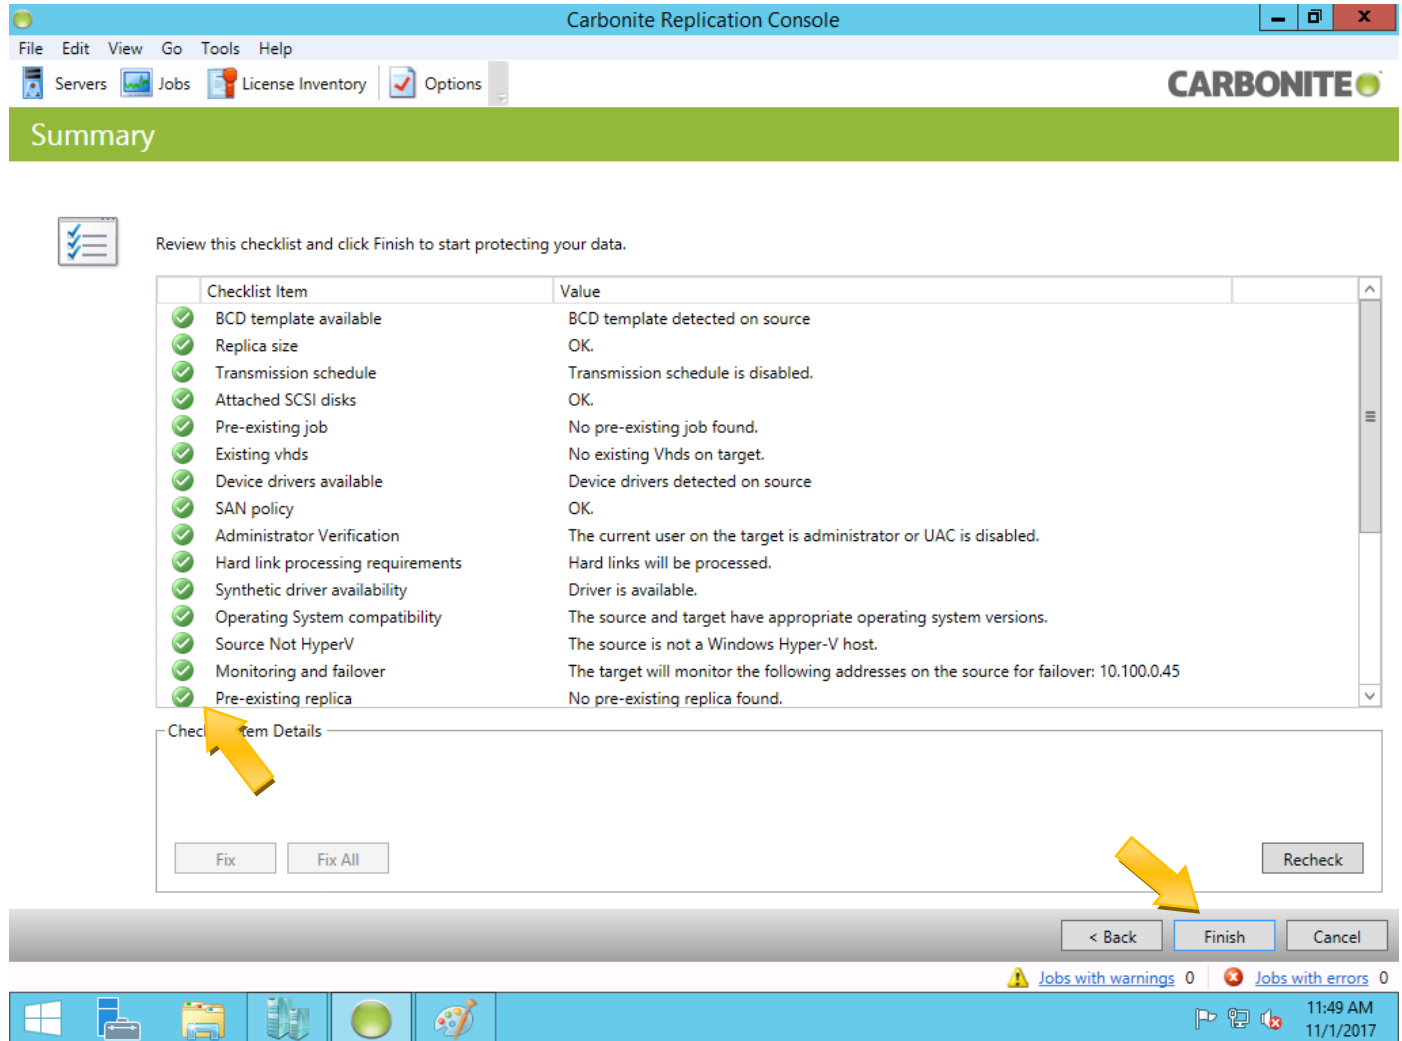 Carbonite Replication Console
File Edit View Go Tools Help
Servers Jobs License Inventory Options
CARBONITE
Summary
Review this checklist and click Finish to start protecting your data.
Checklist Item Value
BCD template available BCD template detected on source
Replica size OK.
Transmission schedule Transmission schedule is disabled.
Attached SCSI disks OK.
Pre-existing job No pre-existing job found.
Existing vhds No existing Vhds on target.
Device drivers available Device drivers detected on source
SAN policy OK.
Administrator Verification The current user on the target is administrator or UAC is disabled.
Hard link processing requirements Hard links will be processed.
Synthetic driver availability Driver is available.
Operating System compatibility The source and target have appropriate operating system versions.
Source Not HyperV The source is not a Windows Hyper-V host.
Monitoring and failover The target will monitor the following addresses on the source for failover: 10.100.0.45
Pre-existing replica No pre-existing replica found.
Details
Fix Fix All Recheck
< Back Finish Cancel
Jobs with warnings 0 Jobs with errors 0
11:49 AM
11/1/2017